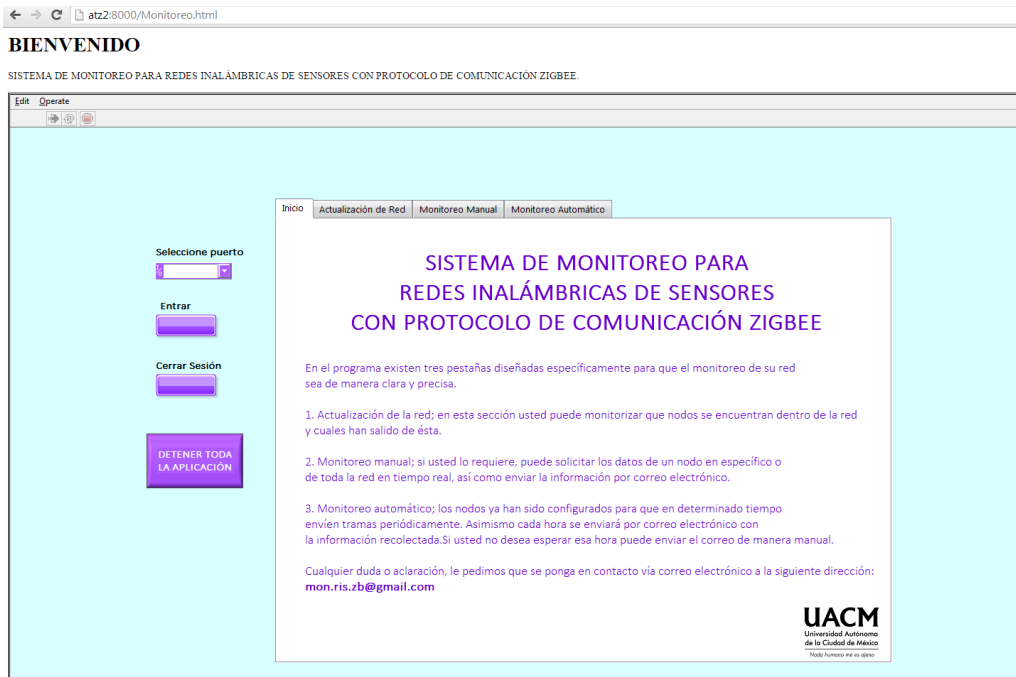 atz2:8000/Monitoreo.html
BIENVENIDO
SISTEMA DE MONITOREO PARA REDES INALÁMBRICAS DE SENSORES CON PROTOCOLO DE COMUNICACIÓN ZIGBEE.
Edit Operate
Inicio Actualización de Red Monitoreo Manual Monitoreo Automático
Seleccione puerto
Entrar
Cerrar Sesión
DETENER TODA
LA APLICACIÓN
SISTEMA DE MONITOREO PARA
REDES INALÁMBRICAS DE SENSORES
CON PROTOCOLO DE COMUNICACIÓN ZIGBEE
En el programa existen tres pestañas diseñadas específicamente para que el monitoreo de su red
sea de manera clara y precisa.
1. Actualización de la red; en esta sección usted puede monitorizar que nodos se encuentran dentro de la red
y cuales han salido de ésta.
2. Monitoreo manual; si usted lo requiere, puede solicitar los datos de un nodo en específico o
de toda la red en tiempo real, así como enviar la información por correo electrónico.
3. Monitoreo automático; los nodos ya han sido configurados para que en determinado tiempo
envíen tramas periódicamente. Asimismo cada hora se enviará por correo electrónico con
la información recolectada.Si usted no desea esperar esa hora puede enviar el correo de manera manual.
Cualquier duda o aclaración, le pedimos que se ponga en contacto vía correo electrónico a la siguiente dirección:
mon.ris.zb@gmail.com
UACM
Universidad Autónoma
de la Ciudad de México
Nada humano me es ajeno